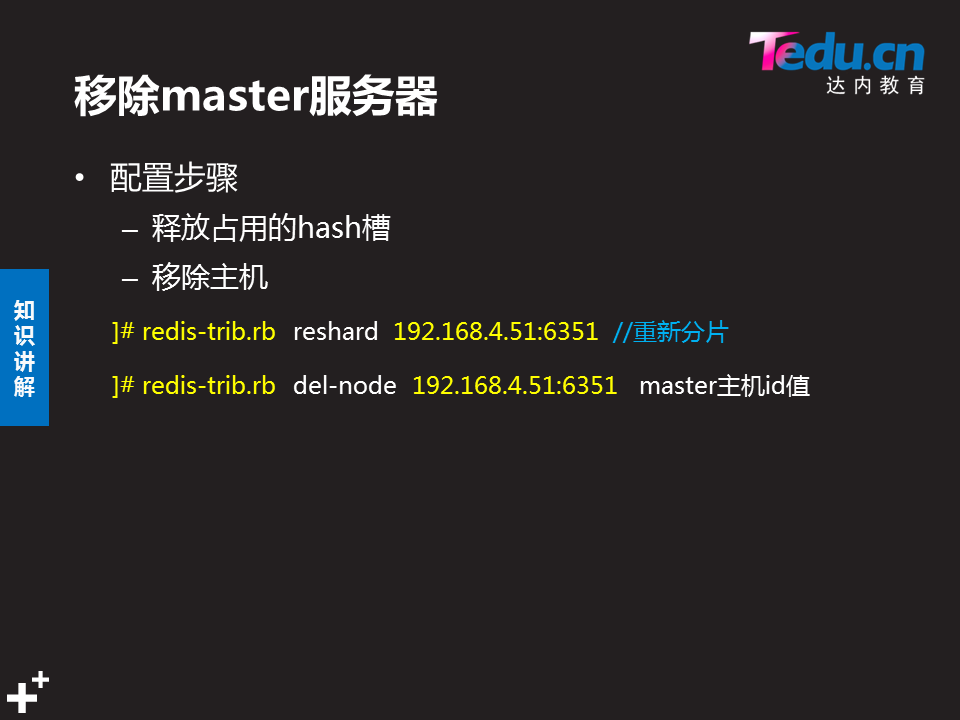 Tedu.cn
达内教育
移除master服务器
• 配置步骤
– 释放占用的hash槽
– 移除主机
]# redis-trib.rb reshard 192.168.4.51:6351 //重新分片
]# redis-trib.rb del-node 192.168.4.51:6351 master主机id值
知识讲解